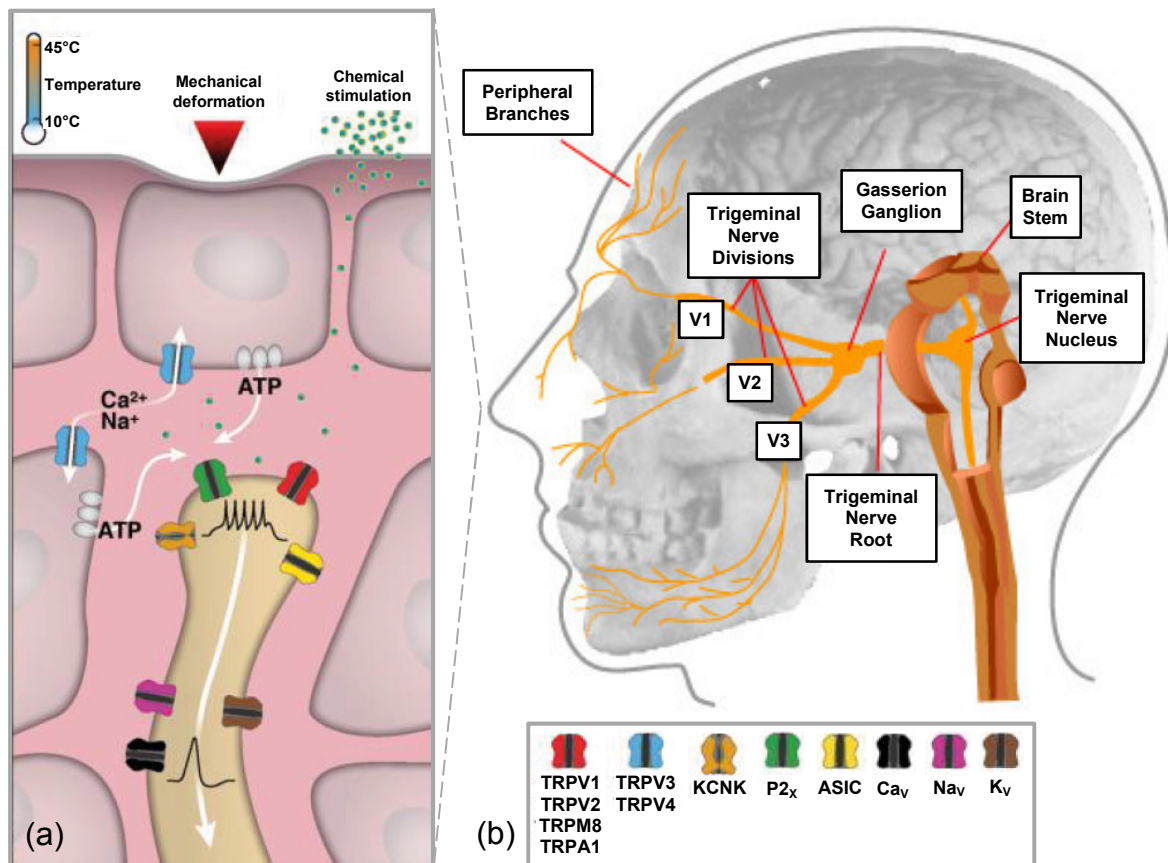 45°C
Temperature
10°C
Mechanical
deformation
Chemical
stimulation
Ca²⁺
Na⁺
ATP
ATP
(a)
Peripheral
Branches
Trigeminal
Nerve
Divisions
Gasserion
Ganglion
Brain
Stem
Trigeminal
Nerve
Nucleus
V1
V2
V3
Trigeminal
Nerve
Root
(b)
TRPV1
TRPV2
TRPM8
TRPA1
TRPV3
TRPV4
KCNK
P2ₓ
ASIC
Caᵥ
Naᵥ
Kᵥ